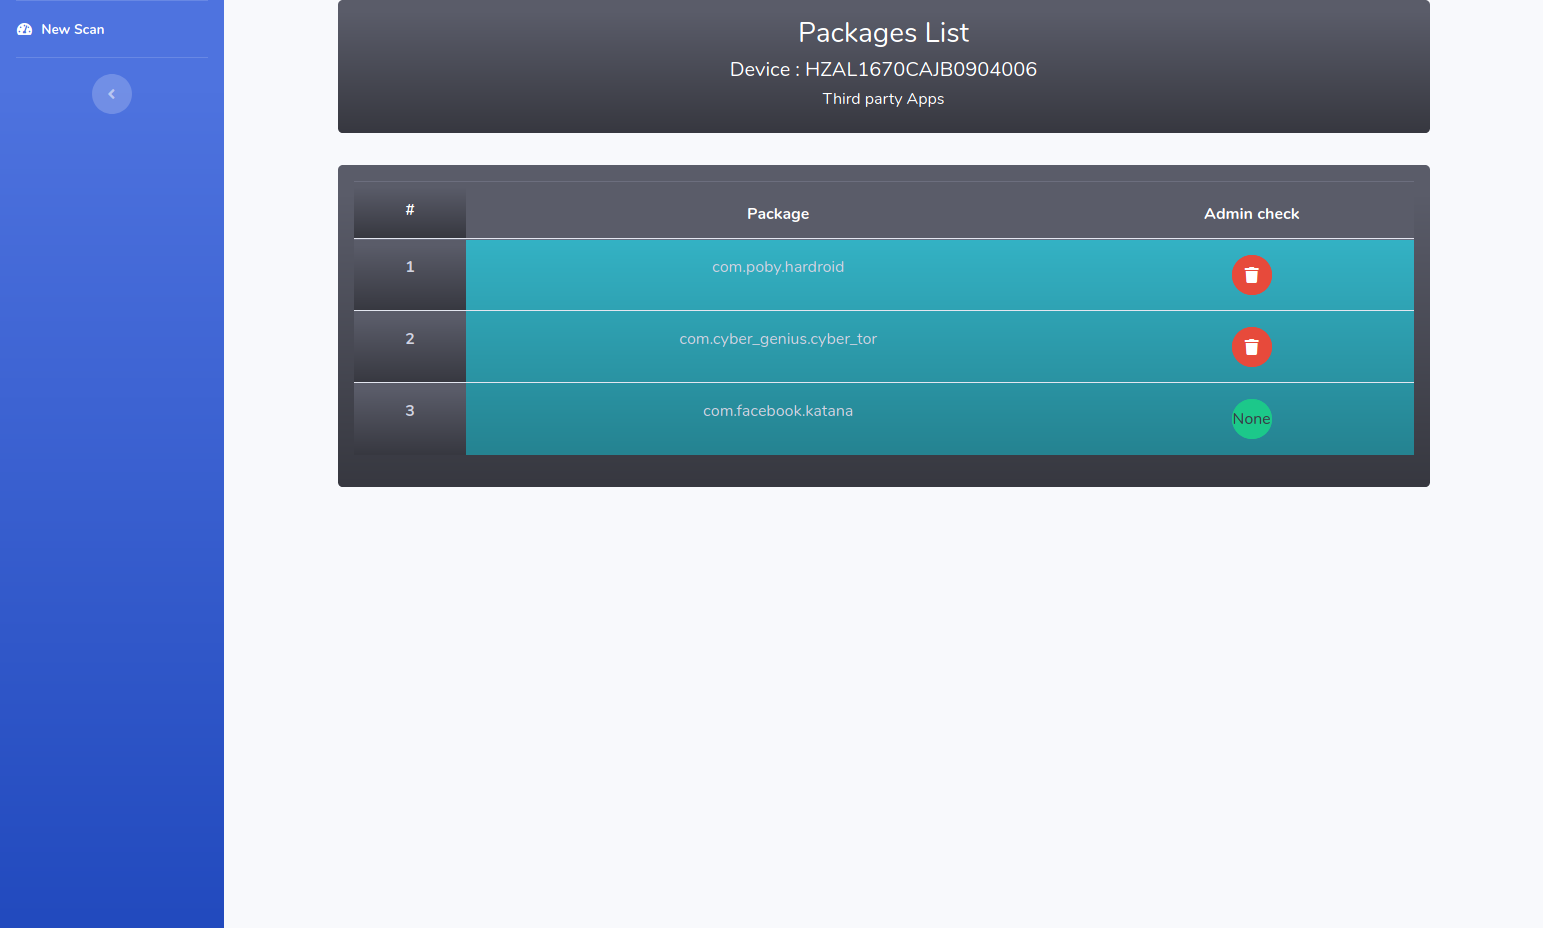 New Scan
Packages List
Device : HZAL1670CAJB0904006
Third party Apps
# Package Admin check
1 com.poby.hardroid
2 com.cyber_genius.cyber_tor
3 com.facebook.katana None